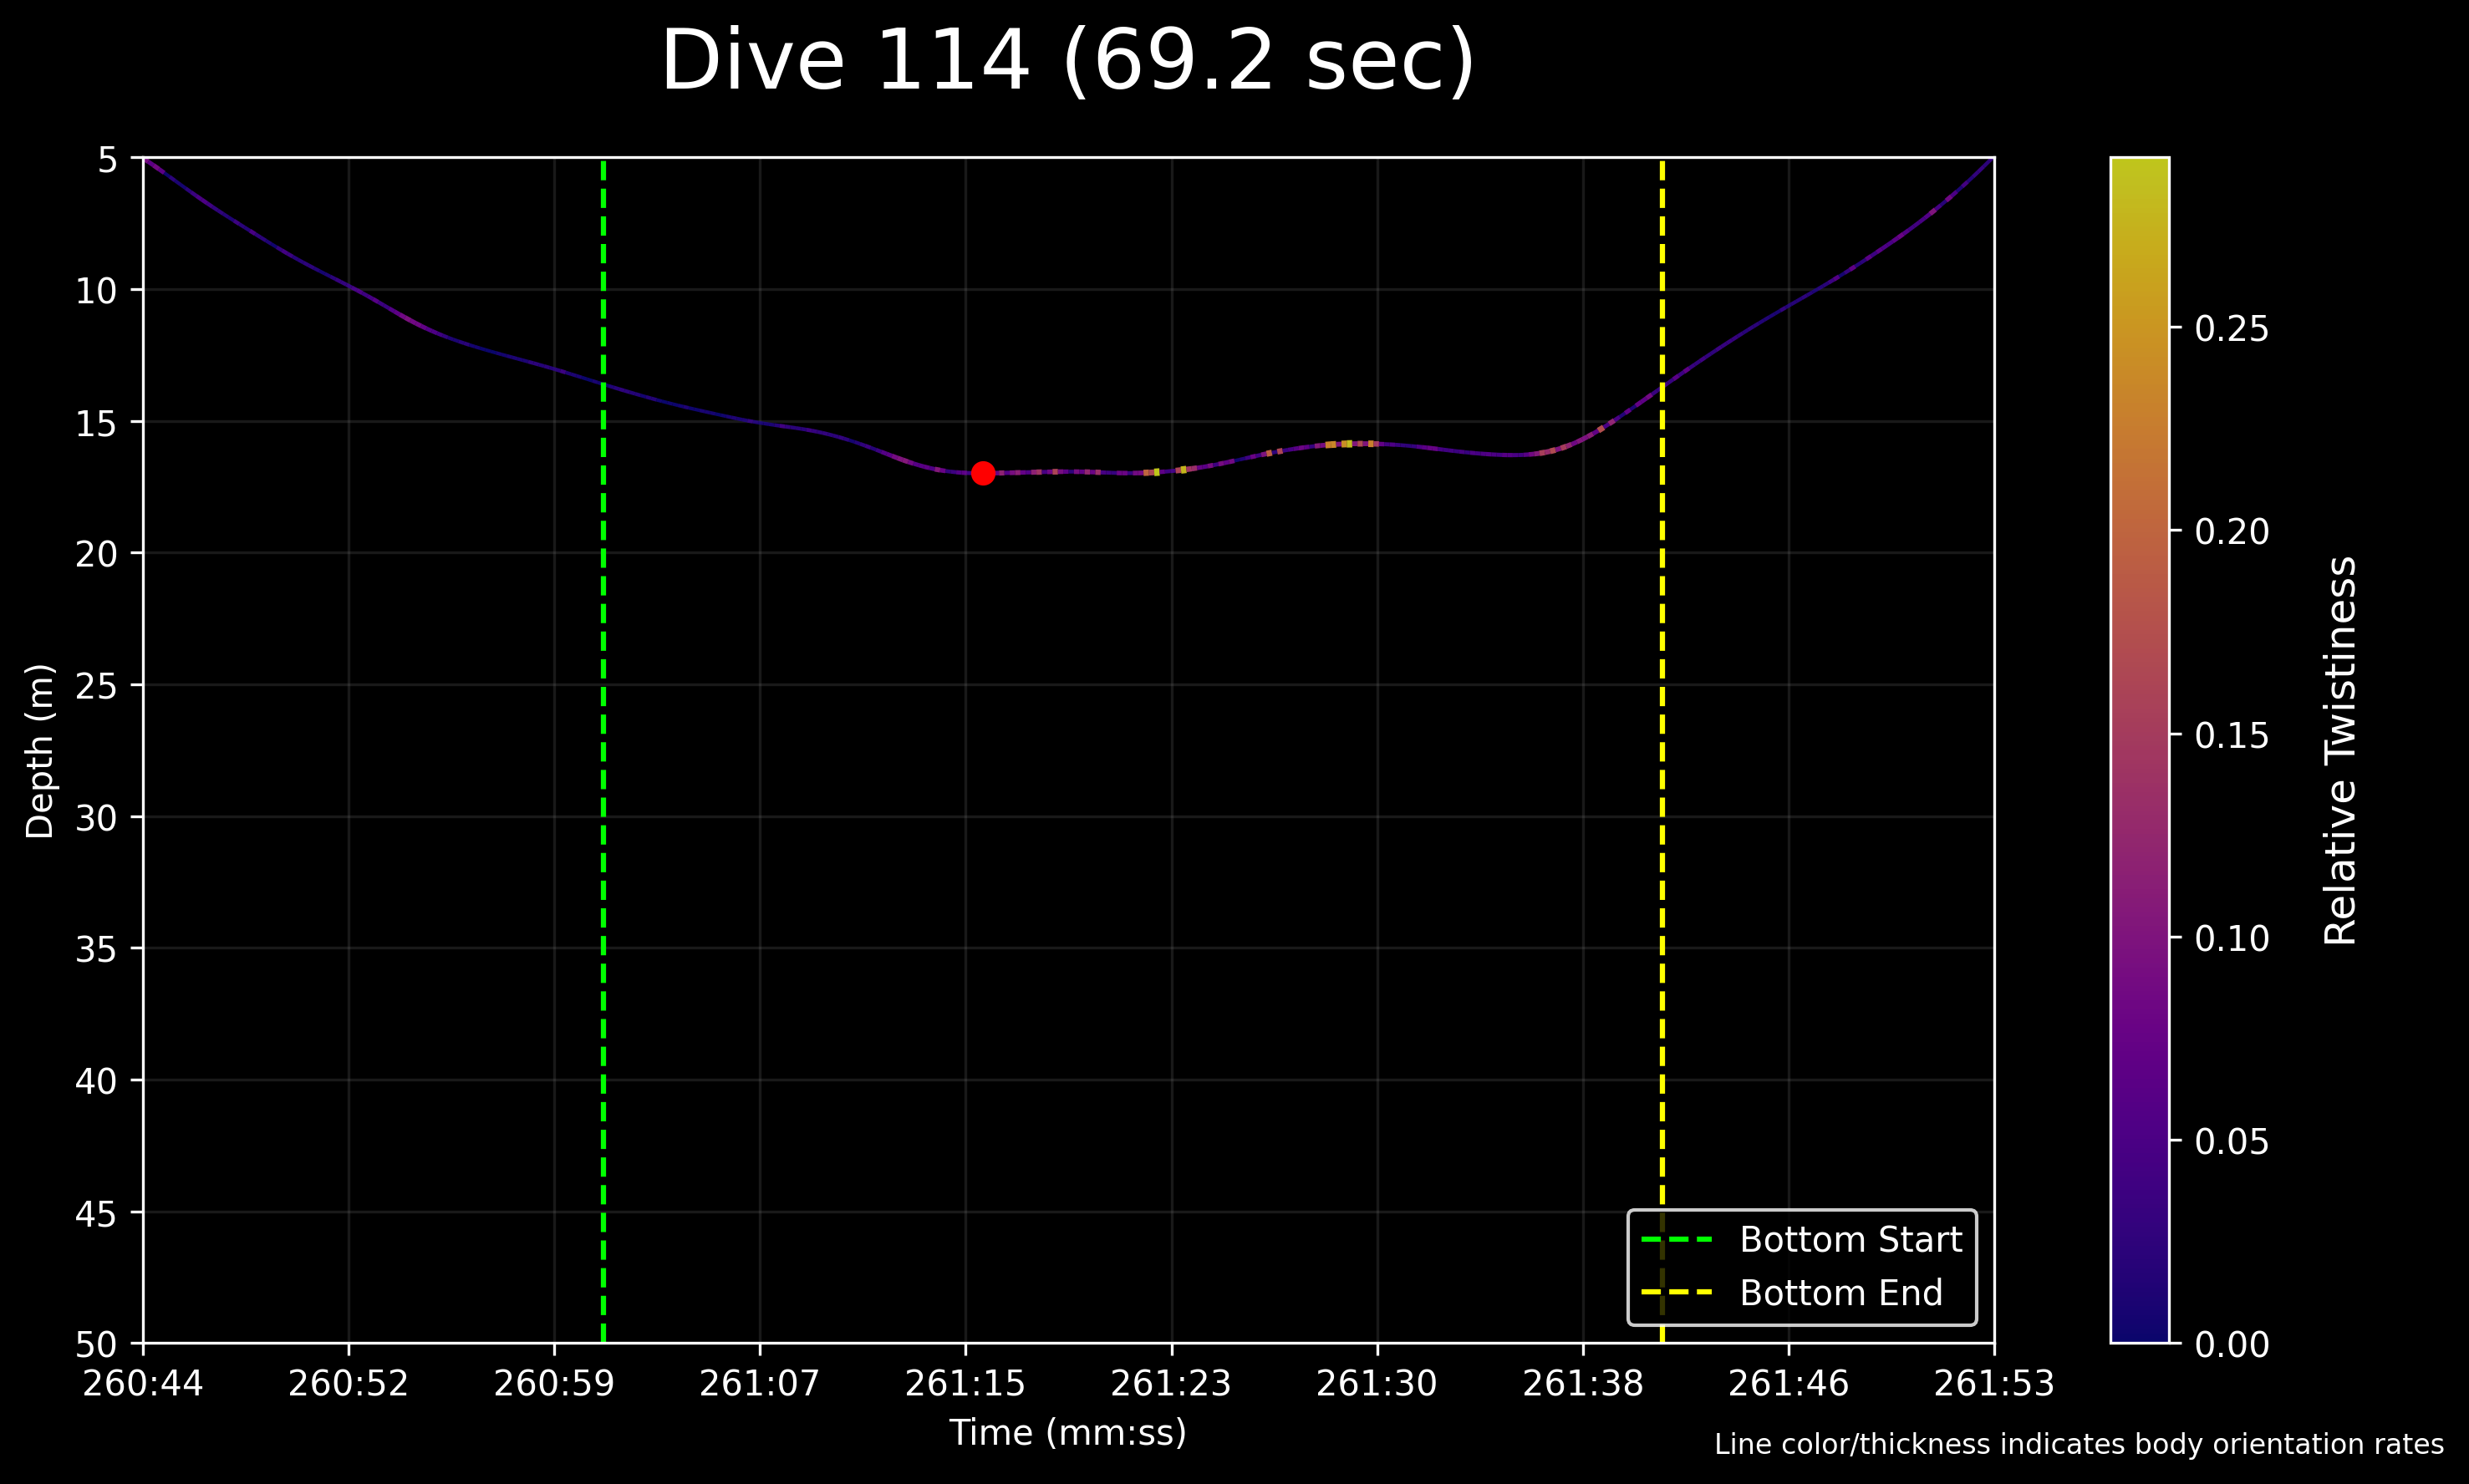 Dive 114 (69.2 sec)
5
10
15
20
25
30
35
40
45
50
Depth (m)
260:44 260:52 260:59 261:07 261:15 261:23 261:30 261:38 261:46 261:53
Time (mm:ss)
Bottom Start
Bottom End
0.25
0.20
0.15
0.10
0.05
0.00
Relative Twistiness
Line color/thickness indicates body orientation rates